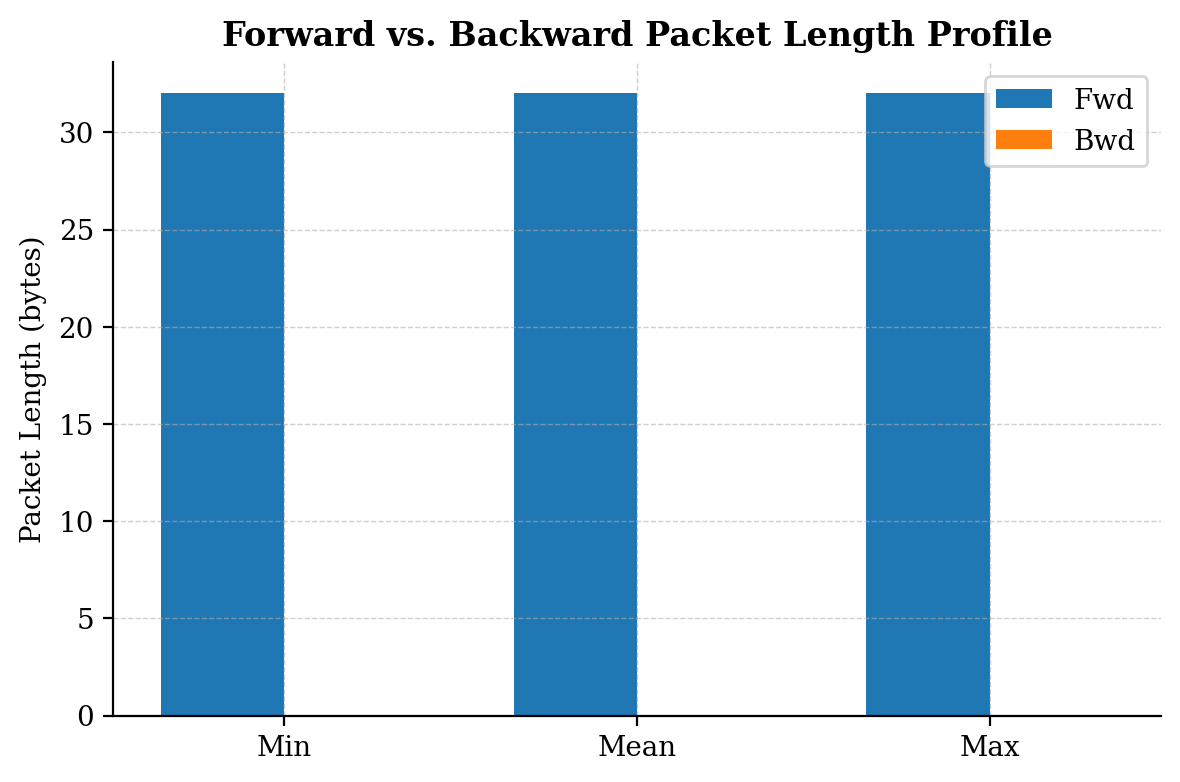 Forward vs. Backward Packet Length Profile
Fwd
Bwd
Packet Length (bytes)
30
25
20
15
10
5
0
Min Mean Max